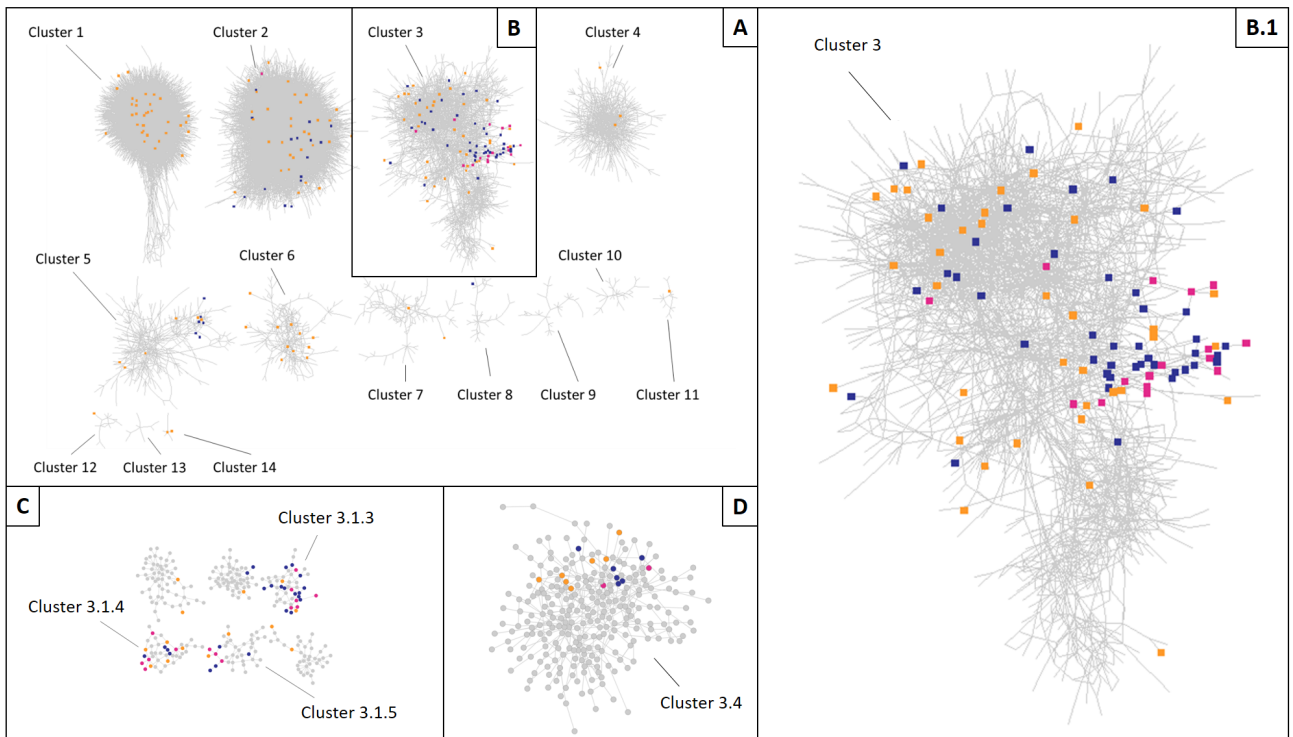 Cluster 1
Cluster 2
Cluster 3
B
Cluster 4
A
Cluster 3
B.1
Cluster 5
Cluster 6
Cluster 10
Cluster 7
Cluster 8
Cluster 9
Cluster 11
Cluster 12
Cluster 13
Cluster 14
C
Cluster 3.1.3
Cluster 3.1.4
Cluster 3.1.5
D
Cluster 3.4